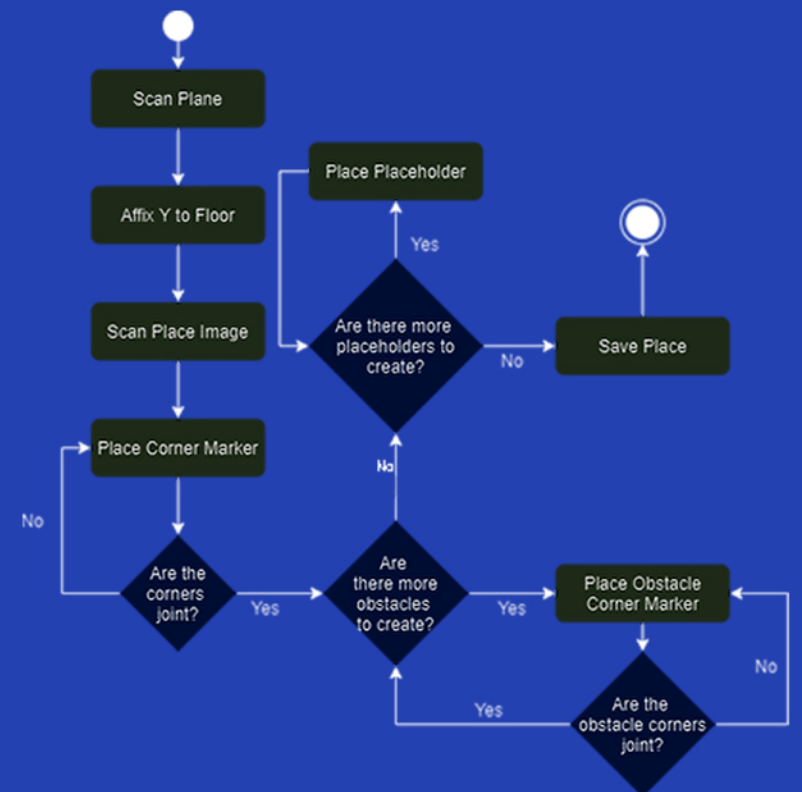 Scan Plane
Affix Y to Floor
Scan Place Image
Place Corner Marker
No
Are the
corners
joint?
Yes
Are
there more
obstacles
to create?
Yes
Place Obstacle
Corner Marker
No
Are the
obstacle corners
joint?
Yes
No
Are there more
placeholders to
create?
Yes
Place Placeholder
No
Save Place